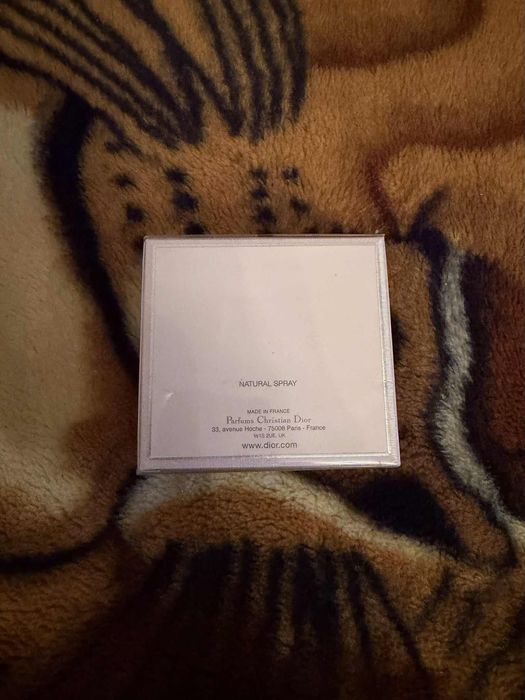 NATURAL SPRAY
MADE IN FRANCE
Parfums Christian Dior
33, avenue Hoche - 75008 Paris - France
W1S 2UE, UK
www.dior.com